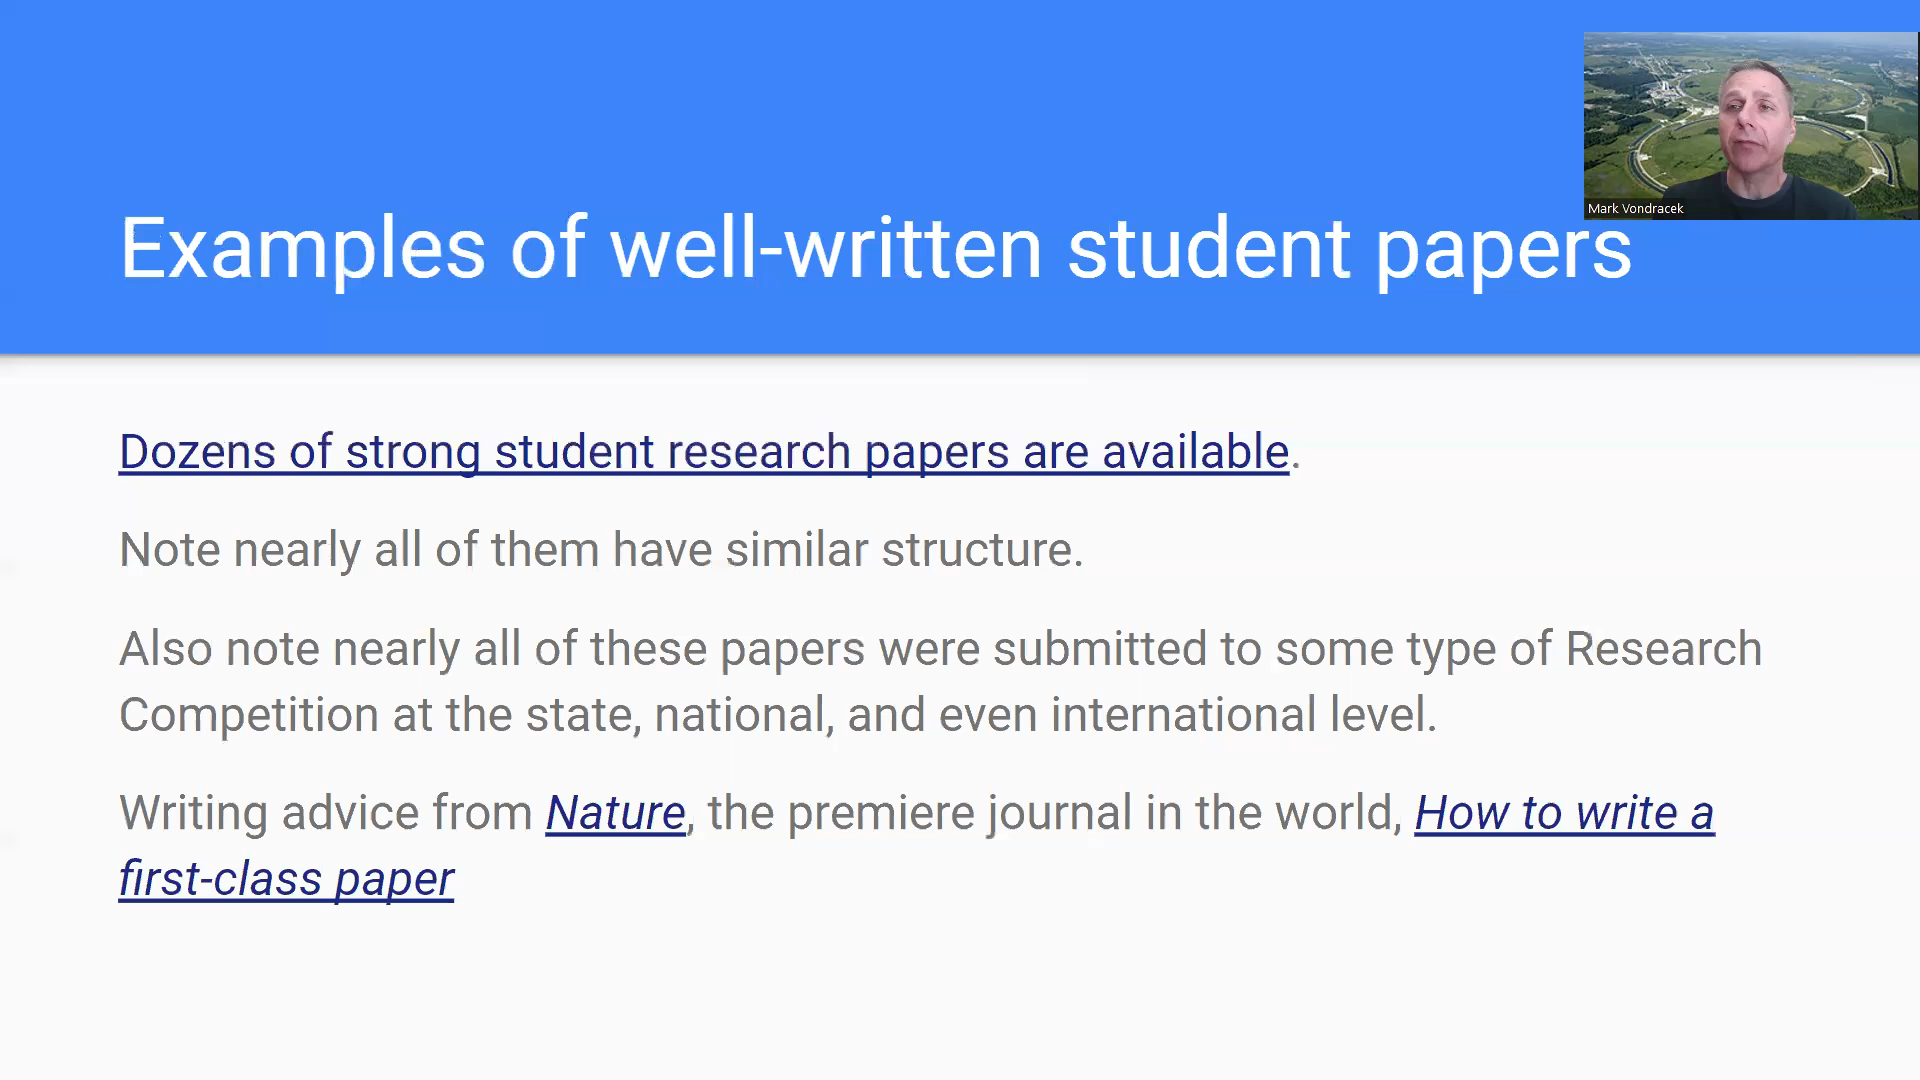 Mark Vondracek
Examples of well-written student papers
Dozens of strong student research papers are available.
Note nearly all of them have similar structure.
Also note nearly all of these papers were submitted to some type of Research
Competition at the state, national, and even international level.
Writing advice from Nature, the premiere journal in the world, How to write a
first-class paper